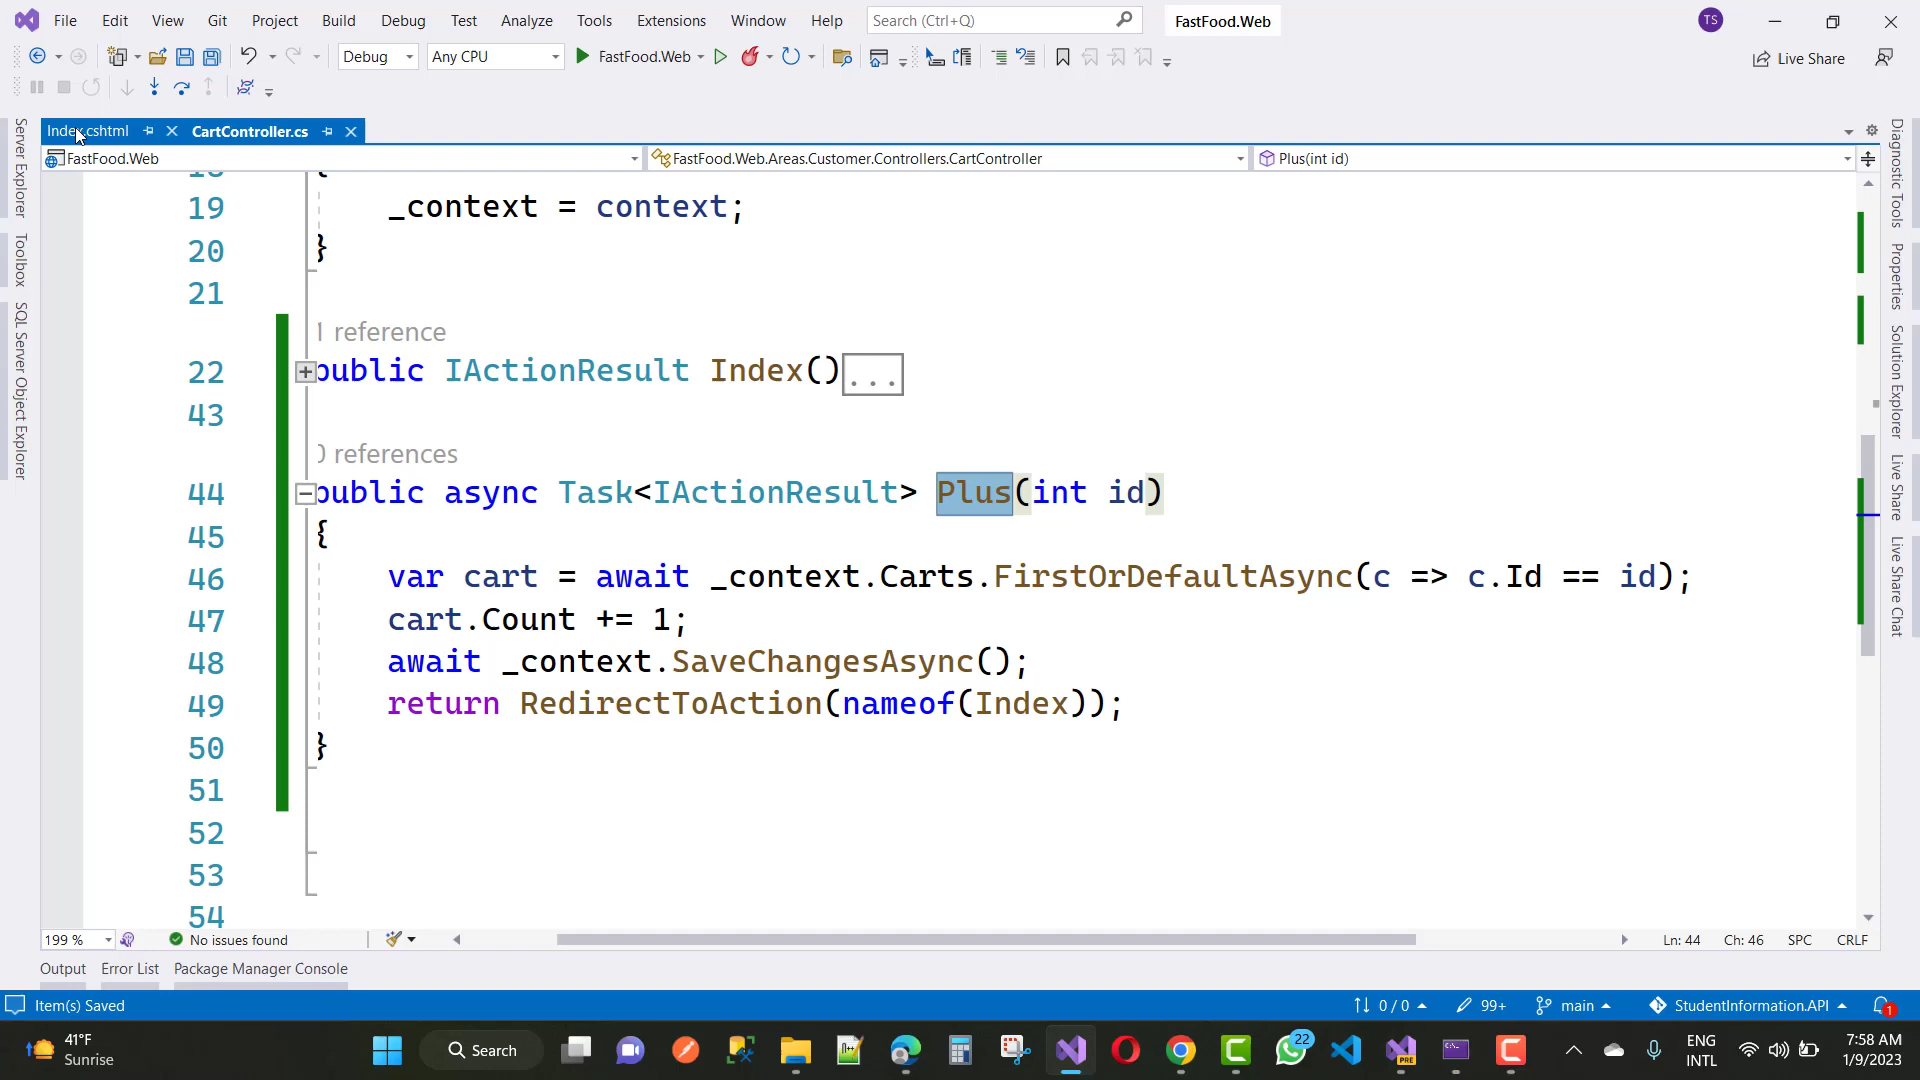 File Edit View Git Project Build Debug Test Analyze Tools Extensions Window Help Search (Ctrl+Q) FastFood.Web TS
Debug Any CPU FastFood.Web Live Share
Index.cshtml CartController.cs
FastFood.Web FastFood.Web.Areas.Customer.Controllers.CartController Plus(int id)
Server Explorer
Toolbox
SQL Server Object Explorer
18 {
19 _context = context;
20 }
21
1 reference
22 public IActionResult Index()...
43
0 references
44 public async Task<IActionResult> Plus(int id)
45 {
46 var cart = await _context.Carts.FirstOrDefaultAsync(c => c.Id == id);
47 cart.Count += 1;
48 await _context.SaveChangesAsync();
49 return RedirectToAction(nameof(Index));
50 }
51
52
53
54
Diagnostic Tools
Properties
Solution Explorer
Live Share
Live Share Chat
199 % No issues found Ln: 44 Ch: 46 SPC CRLF
Output Error List Package Manager Console
Item(s) Saved 0 / 0 99+ main StudentInformation.API 1
41°F
Sunrise
Search
22
PRE
ENG
INTL
7:58 AM
1/9/2023